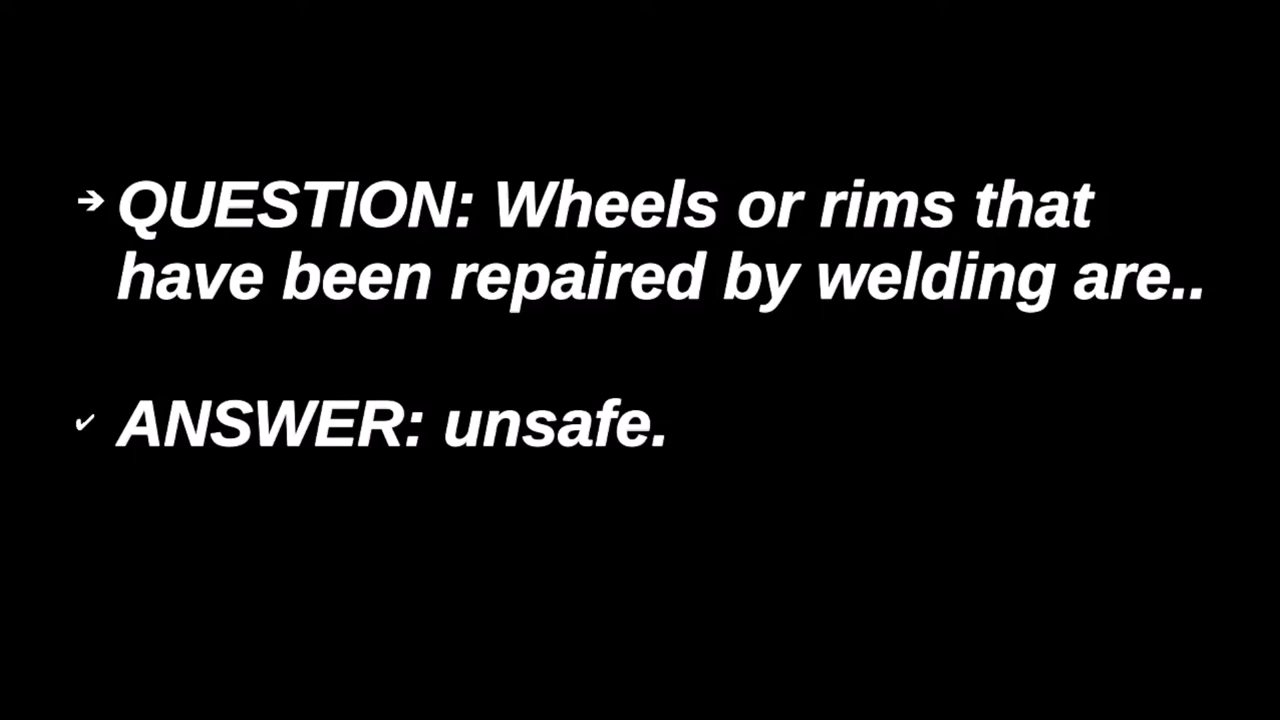 ➔ QUESTION: Wheels or rims that
have been repaired by welding are..
✔ ANSWER: unsafe.